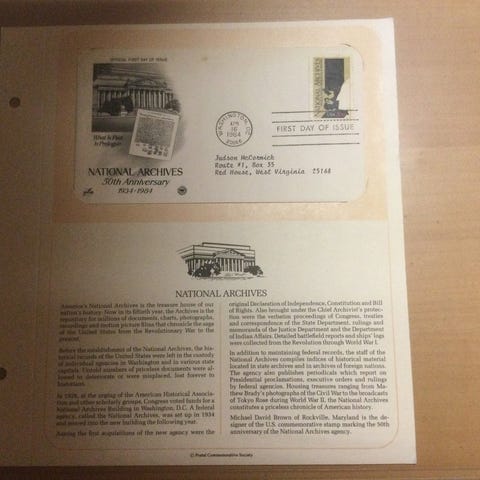 OFFICIAL FIRST DAY OF ISSUE
What Is Past
Is Prologue
NATIONAL ARCHIVES
50th Anniversary
1934-1984
WASHINGTON, DC
APR
16
1984
20066
FIRST DAY OF ISSUE
NATIONAL ARCHIVES
Judson McCormick
Route #1, Box 35
Red House, West Virginia 25168
NATIONAL ARCHIVES
America's National Archives is the treasure house of our
nation's history. Now in its fortieth year, the Archives is the
repository for millions of documents, charts, photographs,
recordings and motion picture films that chronicle the saga
of the United States from the Revolutionary War to the
present.
Before the establishment of the National Archives, the his-
torical records of the United States were left in the custody
of individual agencies in Washington and in various state
capitals. Untold numbers of priceless documents were al-
lowed to deteriorate or were misplaced, lost forever to
historians.
In 1926, at the urging of the American Historical Associa-
tion and other scholarly groups, Congress voted funds for a
National Archives Building in Washington, D.C. A federal
agency, called the National Archives, was set up in 1934
and moved into the new building the following year.
Among the first acquisitions of the new agency were the
original Declaration of Independence, Constitution and Bill
of Rights. Also brought under the Chief Archivist's protec-
tion were the verbatim proceedings of Congress, treaties
and correspondence of the State Department, rulings and
memoranda of the Justice Department and the Department
of Indian Affairs. Detailed battlefield reports and ships' logs
were collected from the Revolution through World War I.
In addition to maintaining federal records, the staff of the
National Archives compiles indices of historical material
located in state archives and in archives of foreign nations.
The agency also publishes periodicals which report on
Presidential proclamations, executive orders and rulings
by federal agencies. Housing treasures ranging from Ma-
thew Brady's photographs of the Civil War to the broadcasts
of Tokyo Rose during World War II, the National Archives
constitutes a priceless chronicle of American history.
Michael David Brown of Rockville, Maryland is the de-
signer of the U.S. commemorative stamp marking the 50th
anniversary of the National Archives agency.
© Postal Commemorative Society